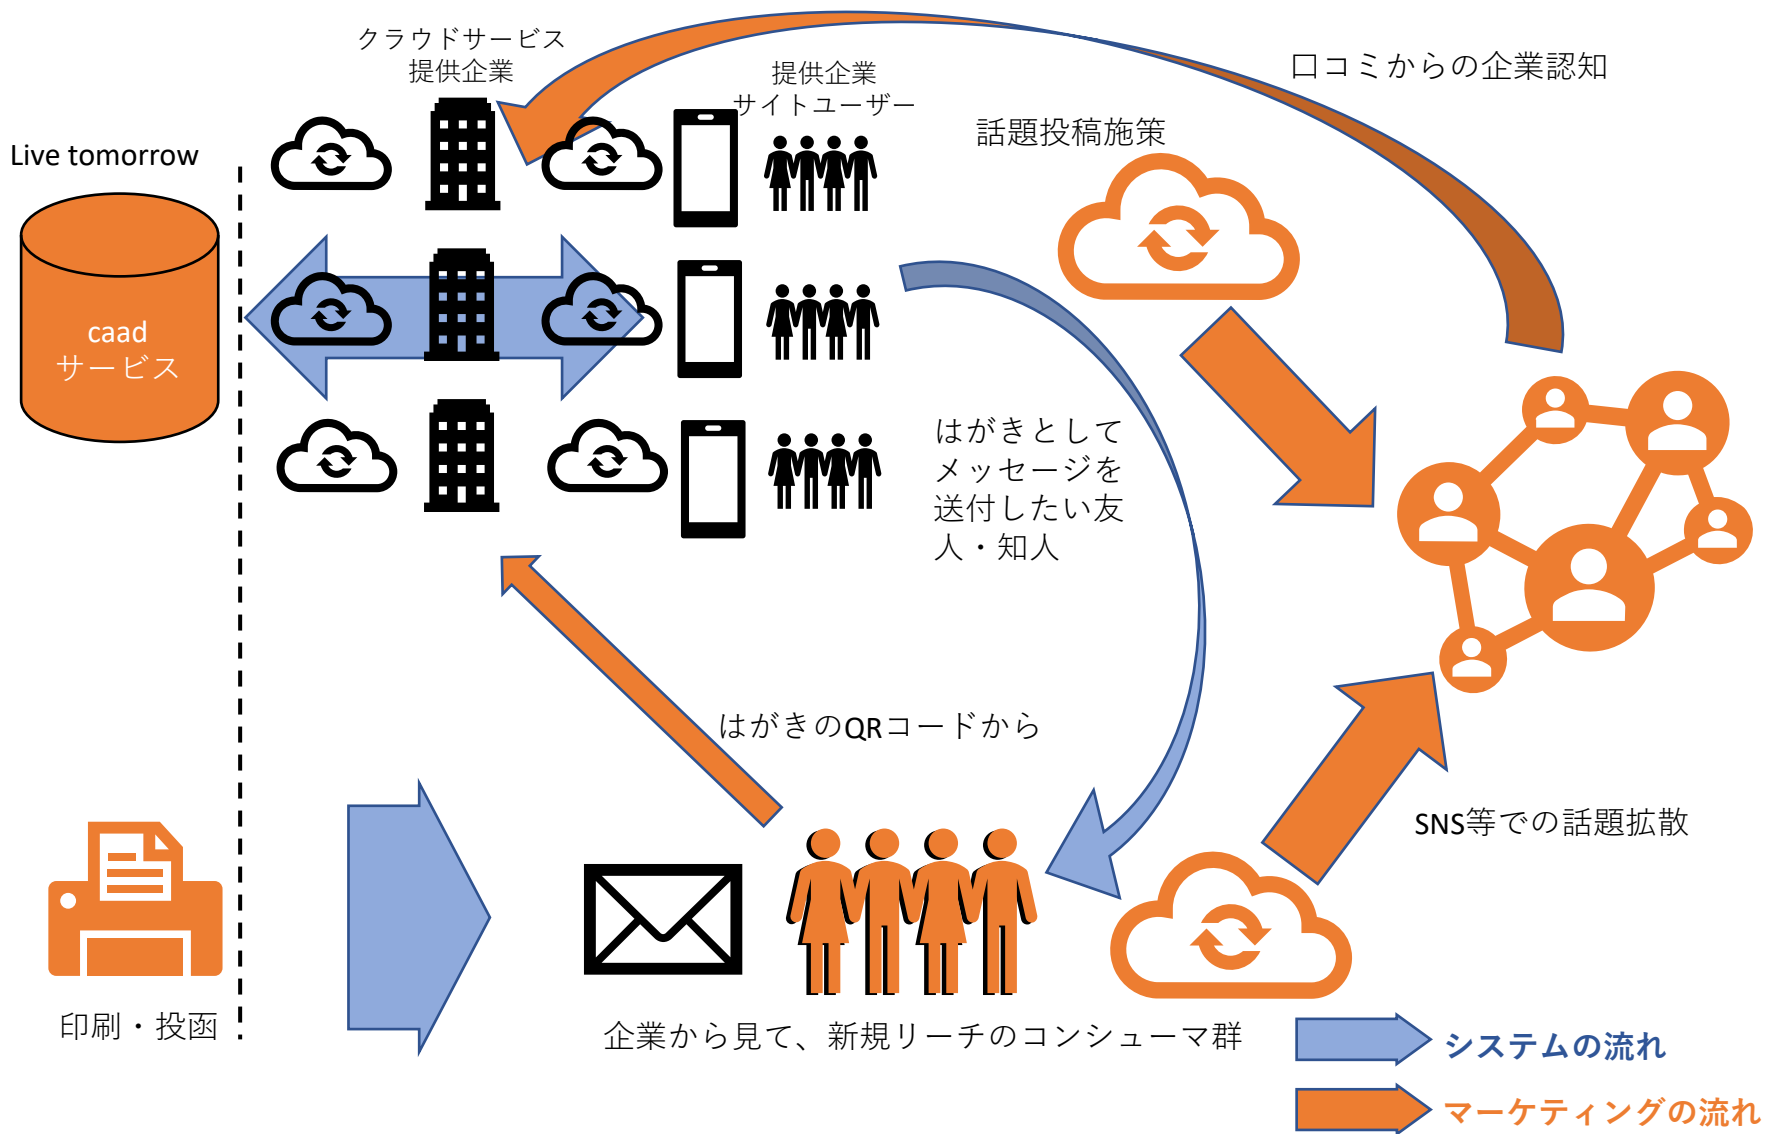 クラウドサービス
提供企業
提供企業
サイトユーザー
口コミからの企業認知
話題投稿施策
Live tomorrow
caad
サービス
はがきとして
メッセージを
送付したい友
人・知人
はがきのQRコードから
SNS等での話題拡散
印刷・投函
企業から見て、新規リーチのコンシューマ群
システムの流れ
マーケティングの流れ